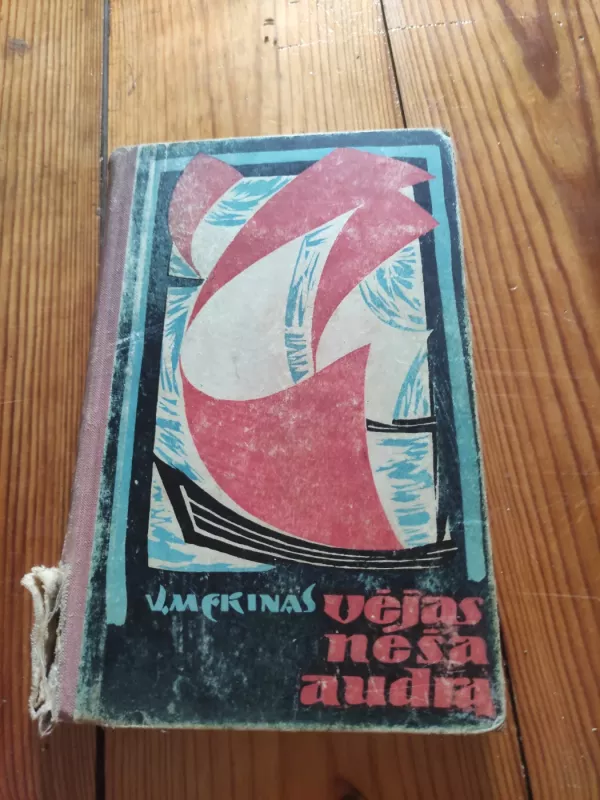 V. MEKINAS
vėjas
neša
audrą